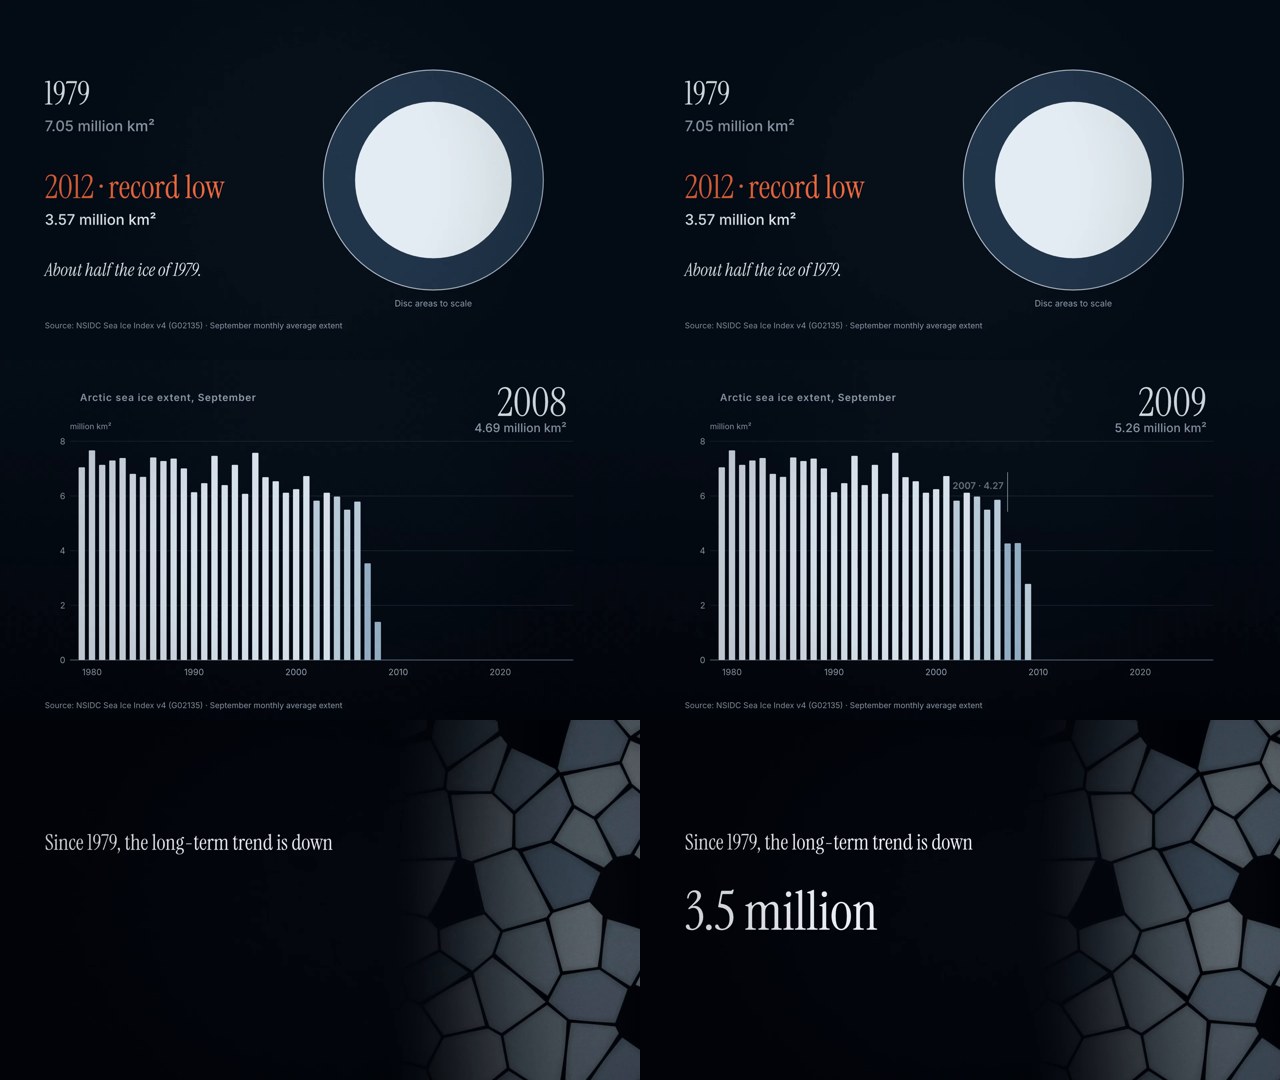 1979
7.05 million km²
2012 · record low
3.57 million km²
About half the ice of 1979.
Disc areas to scale
Source: NSIDC Sea Ice Index v4 (G02135) · September monthly average extent
1979
7.05 million km²
2012 · record low
3.57 million km²
About half the ice of 1979.
Disc areas to scale
Source: NSIDC Sea Ice Index v4 (G02135) · September monthly average extent
Arctic sea ice extent, September
2008
4.69 million km²
million km²
8
6
4
2
0
1980 1990 2000 2010 2020
Source: NSIDC Sea Ice Index v4 (G02135) · September monthly average extent
Arctic sea ice extent, September
2009
5.26 million km²
million km²
8
2007 · 4.27
6
4
2
0
1980 1990 2000 2010 2020
Source: NSIDC Sea Ice Index v4 (G02135) · September monthly average extent
Since 1979, the long-term trend is down
Since 1979, the long-term trend is down
3.5 million